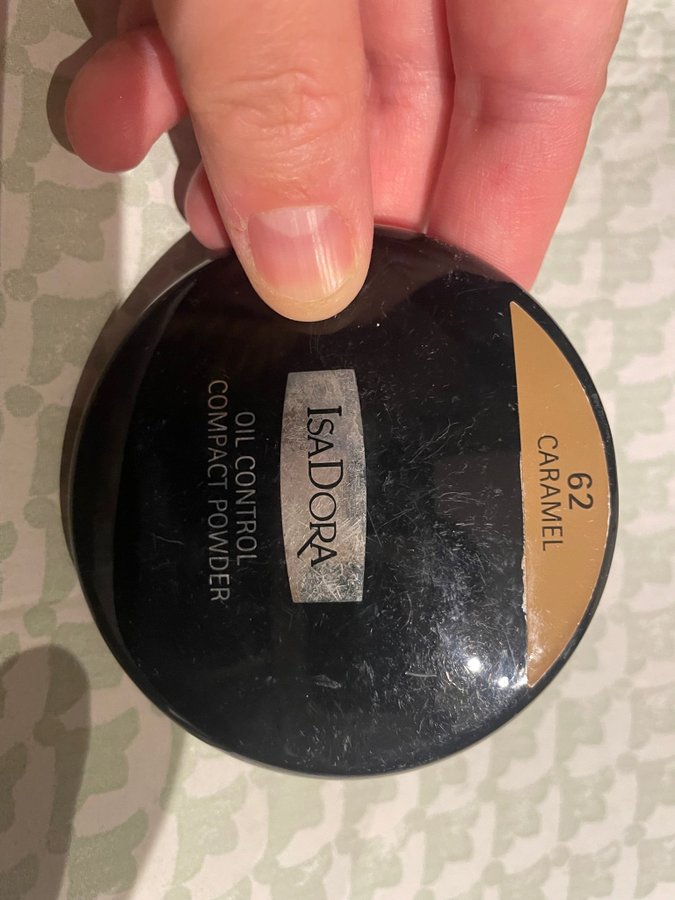 62
CARAMEL
ISADORA
OIL CONTROL
COMPACT POWDER